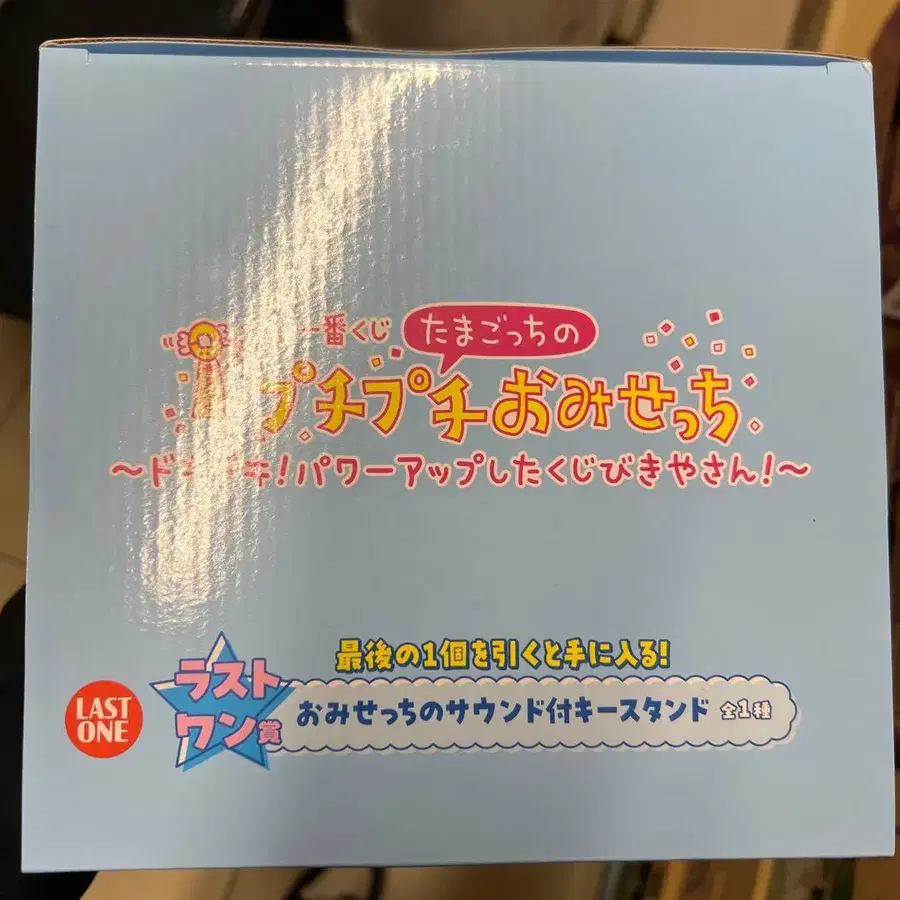 一番くじ たまごっちの
プチプチおみせっち
！パワーアップしたくじびきやさん！～
最後の1個を引くと手に入る！
LAST
ONE
ラスト
ワン賞
おみせっちのサウンド付キースタンド 全1種